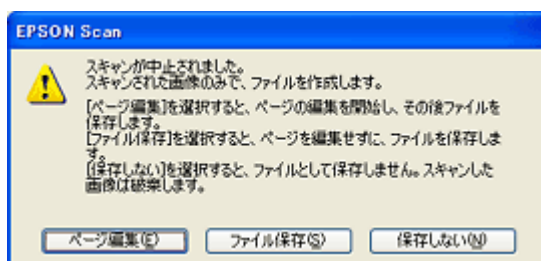 EPSON Scan
スキャンが中止されました。
スキャンされた画像のみで、ファイルを作成します。
[ページ編集]を選択すると、ページの編集を開始し、その後ファイルを
保存します。
[ファイル保存]を選択すると、ページを編集せずに、ファイルを保存しま
す。
[保存しない]を選択すると、ファイルとして保存しません。スキャンした
画像は破棄します。
ページ編集(E) ファイル保存(S) 保存しない(N)